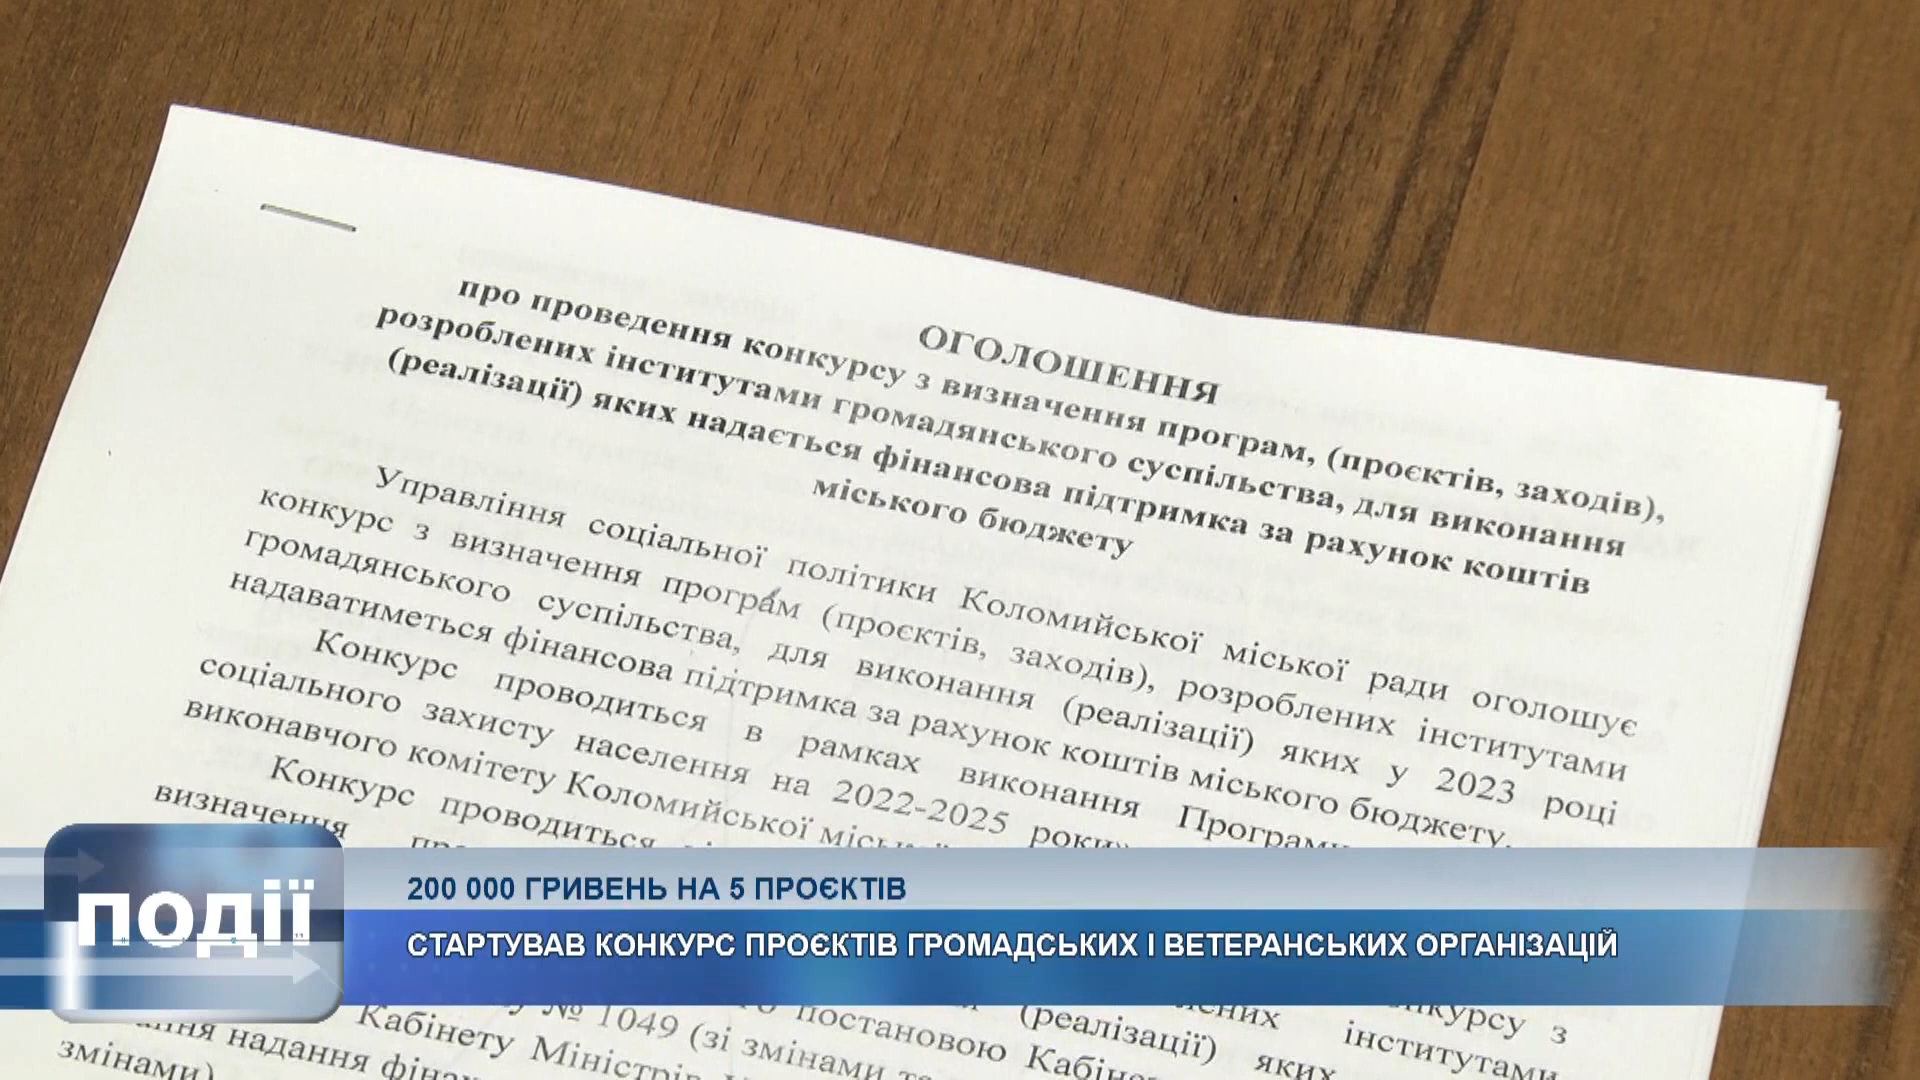 ОГОЛОШЕННЯ
про проведення конкурсу з визначення програм, (проєктів, заходів),
розроблених інститутами громадянського суспільства, для виконання
(реалізації) яких надається фінансова підтримка за рахунок коштів
міського бюджету
Управління соціальної політики Коломийської міської ради оголошує
конкурс з визначення програм (проєктів, заходів), розроблених інститутами
громадянського суспільства, для виконання (реалізації) яких у 2023 році
надаватиметься фінансова підтримка за рахунок коштів міського бюджету.
Конкурс проводиться в рамках виконання Програми
соціального захисту населення на 2022-2025 роки»
виконавчого комітету Коломийської міської
Конкурс проводиться
визначення
200 000 ГРИВЕНЬ НА 5 ПРОЄКТІВ
події
СТАРТУВАВ КОНКУРС ПРОЄКТІВ ГРОМАДСЬКИХ І ВЕТЕРАНСЬКИХ ОРГАНІЗАЦІЙ
конкурсу з
інститутами
(реалізації) яких
№ 1049 (зі змінами та
постановою
Кабінету Міністрів
надання
змінами)